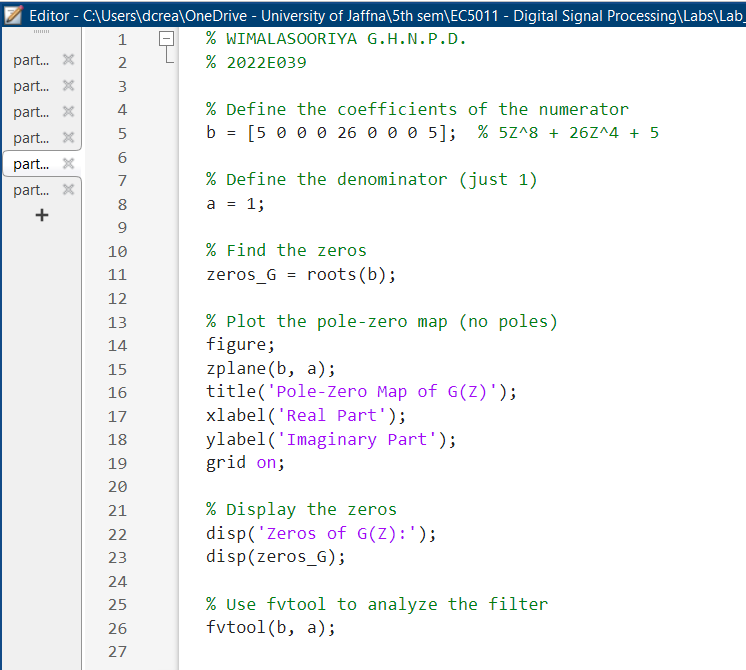 Editor - C:\Users\dcrea\OneDrive - University of Jaffna\5th sem\EC5011 - Digital Signal Processing\Labs\Lab_
part...
part...
part...
part...
part...
part...
+
1 % WIMALASOORIYA G.H.N.P.D.
2 % 2022E039
3
4 % Define the coefficients of the numerator
5 b = [5 0 0 0 26 0 0 0 5];  % 5Z^8 + 26Z^4 + 5
6
7 % Define the denominator (just 1)
8 a = 1;
9
10 % Find the zeros
11 zeros_G = roots(b);
12
13 % Plot the pole-zero map (no poles)
14 figure;
15 zplane(b, a);
16 title('Pole-Zero Map of G(Z)');
17 xlabel('Real Part');
18 ylabel('Imaginary Part');
19 grid on;
20
21 % Display the zeros
22 disp('Zeros of G(Z):');
23 disp(zeros_G);
24
25 % Use fvtool to analyze the filter
26 fvtool(b, a);
27